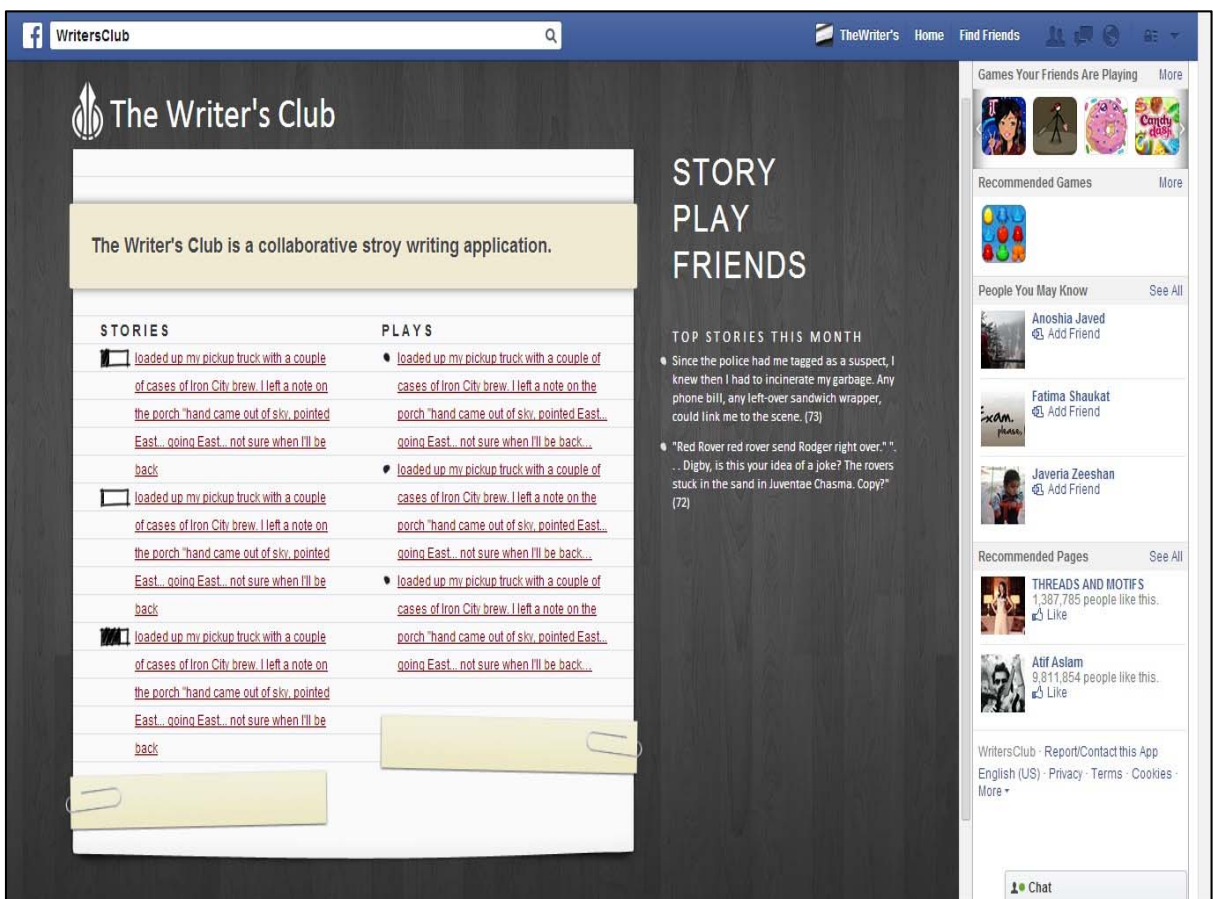 WritersClub
TheWriter's Home Find Friends
The Writer's Club
The Writer's Club is a collaborative stroy writing application.
STORIES
loaded up my pickup truck with a couple
of cases of Iron City brew. I left a note on
the porch "hand came out of sky, pointed
East... going East... not sure when I'll be
back
loaded up my pickup truck with a couple
of cases of Iron City brew. I left a note on
the porch "hand came out of sky, pointed
East... going East... not sure when I'll be
back
loaded up my pickup truck with a couple
of cases of Iron City brew. I left a note on
the porch "hand came out of sky, pointed
East... going East... not sure when I'll be
back
PLAYS
loaded up my pickup truck with a couple of
cases of Iron City brew. I left a note on the
porch "hand came out of sky, pointed East...
going East... not sure when I'll be back...
loaded up my pickup truck with a couple of
cases of Iron City brew. I left a note on the
porch "hand came out of sky, pointed East...
going East... not sure when I'll be back...
loaded up my pickup truck with a couple of
cases of Iron City brew. I left a note on the
porch "hand came out of sky, pointed East...
going East... not sure when I'll be back...
STORY
PLAY
FRIENDS
TOP STORIES THIS MONTH
Since the police had me tagged as a suspect, I
knew then I had to incinerate my garbage. Any
phone bill, any left-over sandwich wrapper,
could link me to the scene. (73)
"Red Rover red rover send Rodger right over." ".
. . Digby, is this your idea of a joke? The rovers
stuck in the sand in Juventae Chasma. Copy?"
(72)
Games Your Friends Are Playing More
Candy
dash
Recommended Games More
People You May Know See All
Anoshia Javed
Add Friend
Exam.
please,
Fatima Shaukat
Add Friend
Javeria Zeeshan
Add Friend
Recommended Pages See All
THREADS AND MOTIFS
1,387,785 people like this.
Like
Atif Aslam
9,811,854 people like this.
Like
WritersClub · Report/Contact this App
English (US) · Privacy · Terms · Cookies ·
More
Chat